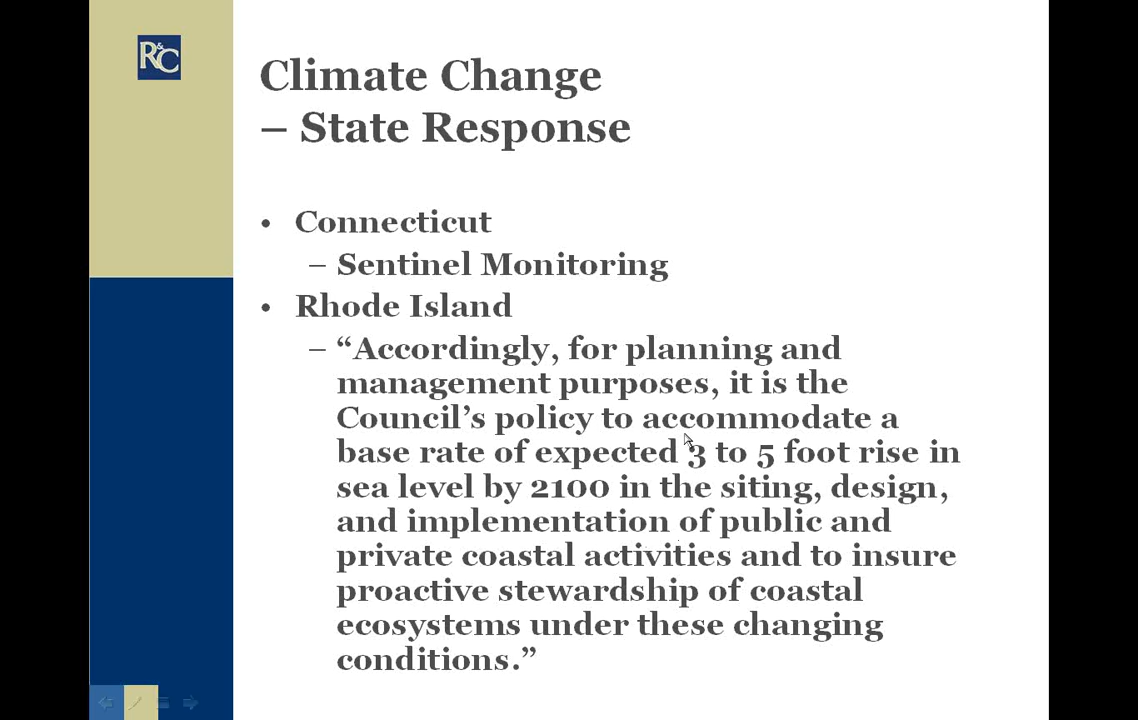 R&C
Climate Change
– State Response
• Connecticut
– Sentinel Monitoring
• Rhode Island
– “Accordingly, for planning and
management purposes, it is the
Council’s policy to accommodate a
base rate of expected 3 to 5 foot rise in
sea level by 2100 in the siting, design,
and implementation of public and
private coastal activities and to insure
proactive stewardship of coastal
ecosystems under these changing
conditions.”